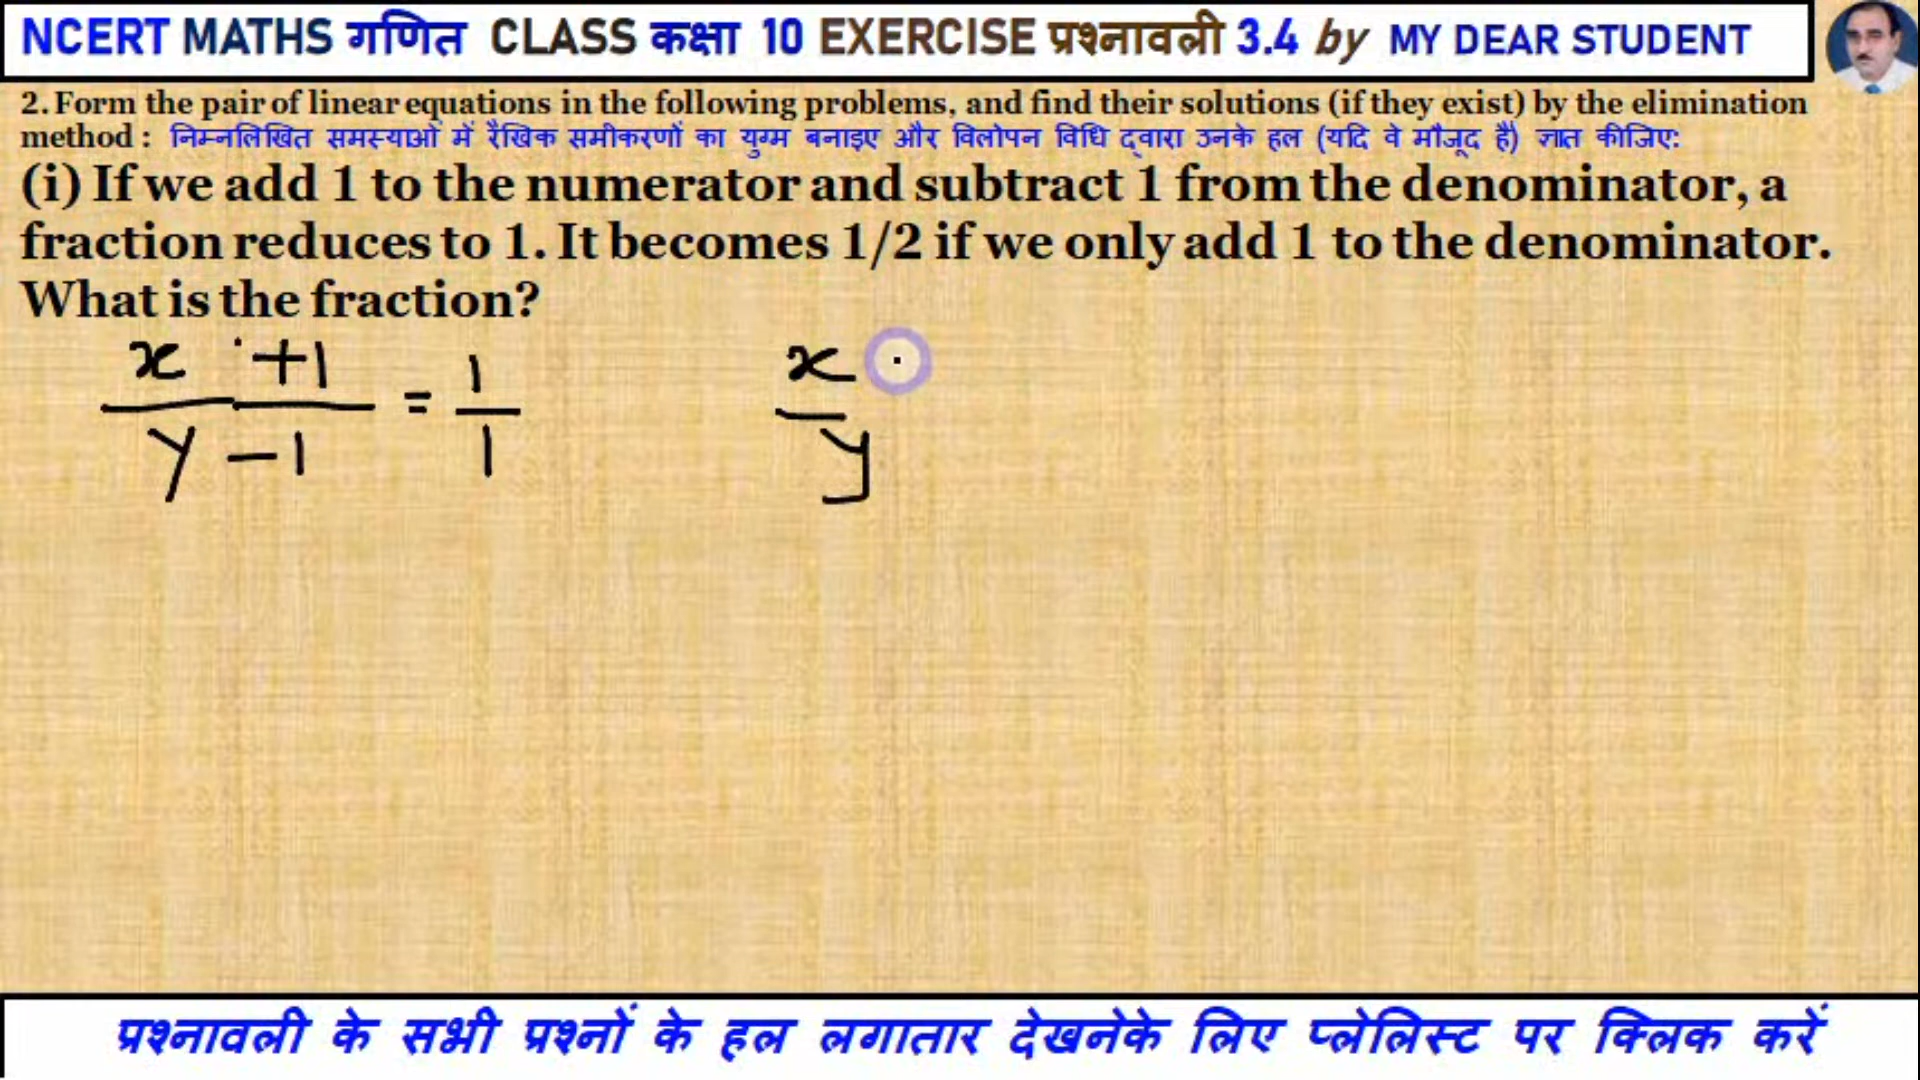 NCERT MATHS गणित CLASS कक्षा 10 EXERCISE प्रश्नावली 3.4 by MY DEAR STUDENT
2. Form the pair of linear equations in the following problems, and find their solutions (if they exist) by the elimination
method : निम्नलिखित समस्याओं में रैखिक समीकरणों का युग्म बनाइए और विलोपन विधि द्वारा उनके हल (यदि वे मौजूद हैं) ज्ञात कीजिए:
(i) If we add 1 to the numerator and subtract 1 from the denominator, a
fraction reduces to 1. It becomes 1/2 if we only add 1 to the denominator.
What is the fraction?
x +1 1 x
= 
y - 1 1 y
प्रश्नावली के सभी प्रश्नों के हल लगातार देखनेके लिए प्लेलिस्ट पर क्लिक करें